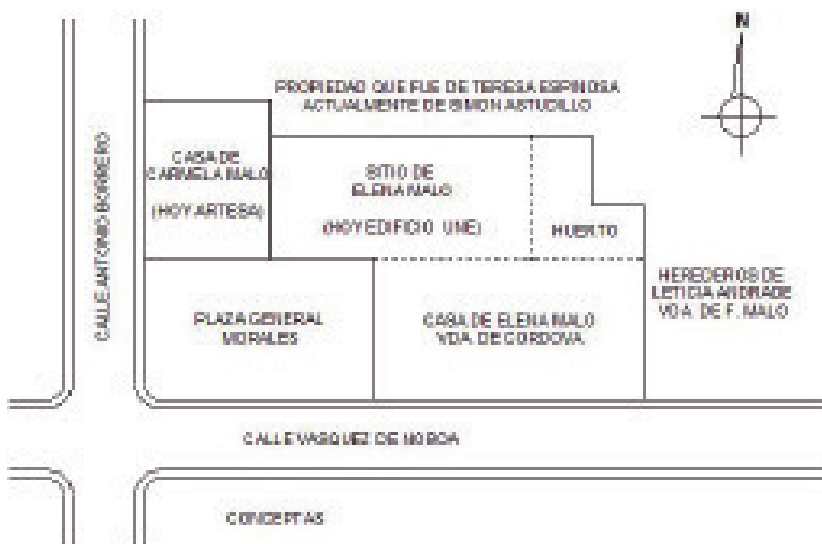 N
PROPIEDAD QUE FUE DE TERESA ESPINOSA
ACTUALMENTE DE SIMON ASTUDILLO
CALLE ANTONIO BORRERO
CASA DE
CARMELA MALO
(HOY ARTESA)
SITIO DE
ELENA MALO
(HOY EDIFICIO UNE)
HUERTO
HEREDEROS DE
LETICIA ANDRADE
VDA. DE F. MALO
PLAZA GENERAL
MORALES
CASA DE ELENA MALO
VDA. DE CORDOVA
CALLE VASQUEZ DE NOBOA
CONCEPTAS